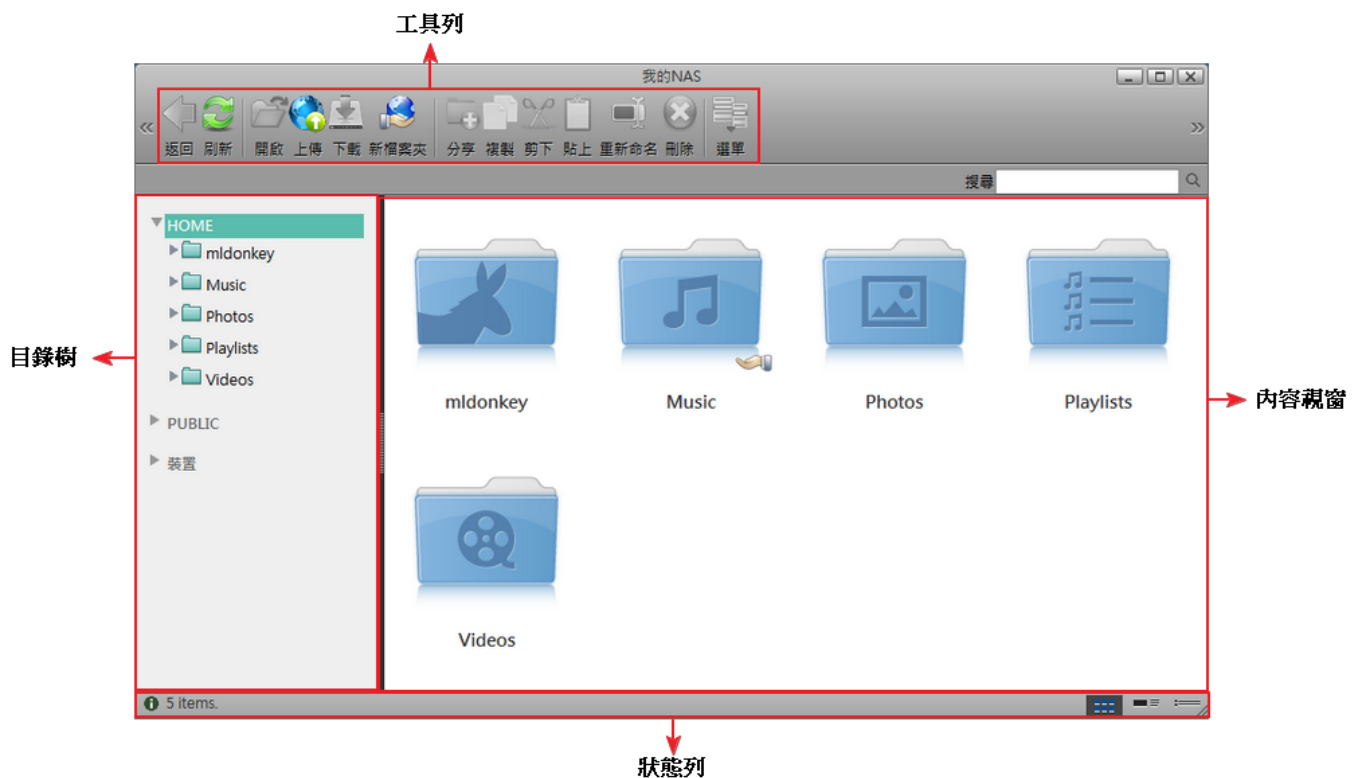 工具列
我的NAS
返回 刷新 開啟 上傳 下載 新檔案夾 分享 複製 剪下 貼上 重新命名 刪除 選單
搜尋
HOME
mldonkey
Music
Photos
Playlists
Videos
PUBLIC
裝置
目錄樹
mldonkey
Music
Photos
Playlists
Videos
內容視窗
5 items.
狀態列